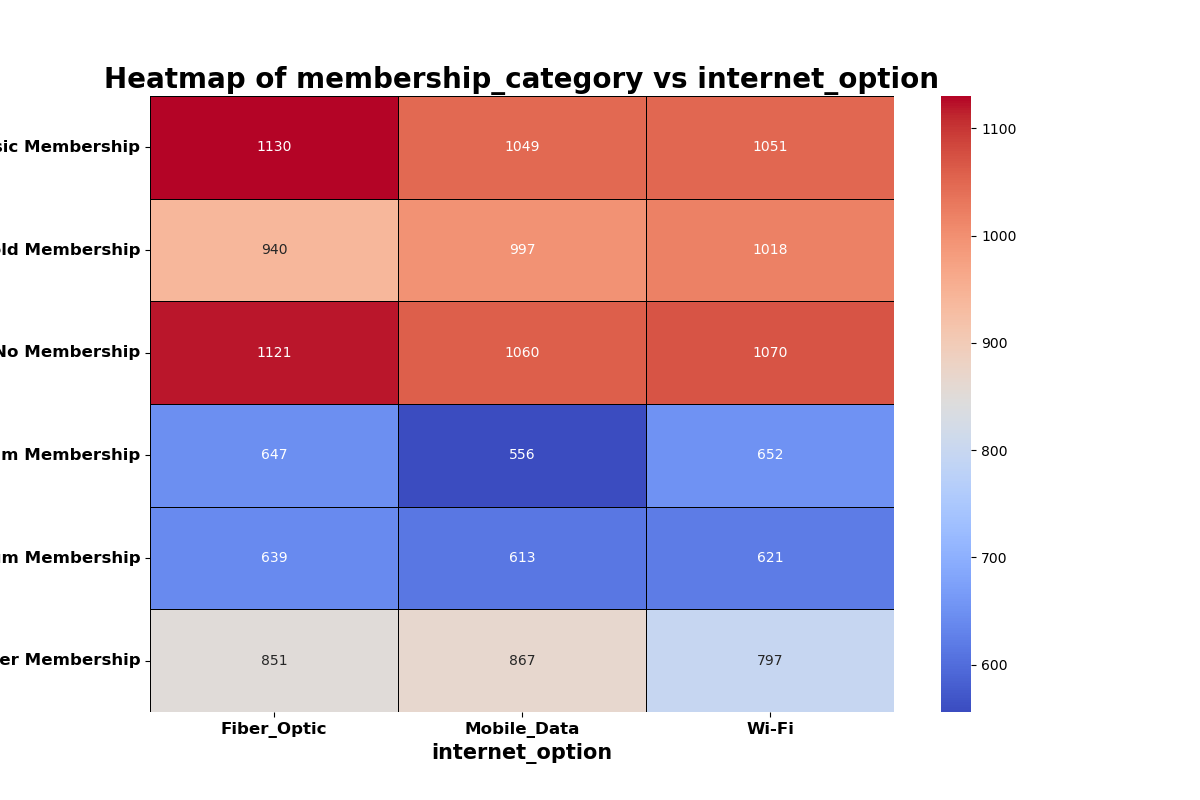 Heatmap of membership_category vs internet_option
sic Membership 1130 1049 1051
ld Membership 940 997 1018
No Membership 1121 1060 1070
m Membership 647 556 652
um Membership 639 613 621
er Membership 851 867 797
Fiber_Optic Mobile_Data Wi-Fi
internet_option
1100
1000
900
800
700
600